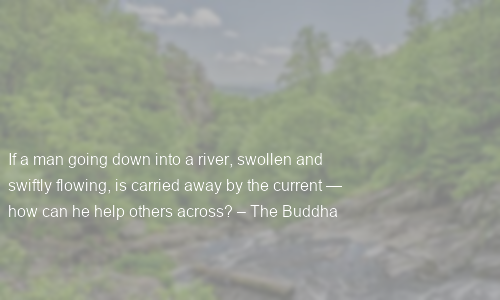 If a man going down into a river, swollen and
swiftly flowing, is carried away by the current —
how can he help others across? – The Buddha